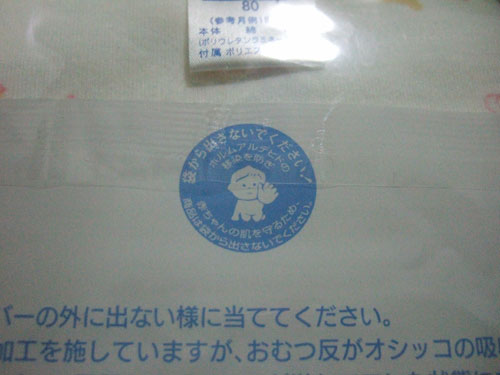 80
(参考月例)
本体 綿
付属 ポリエス
袋から出さないでください!
ホルムアルデヒドの
移染を防ぎ
赤ちゃんの肌を守るため、
商品は袋から出さないでください。
バーの外に出ない様に当ててください。
加工を施していますが、おむつ反がオシッコの吸